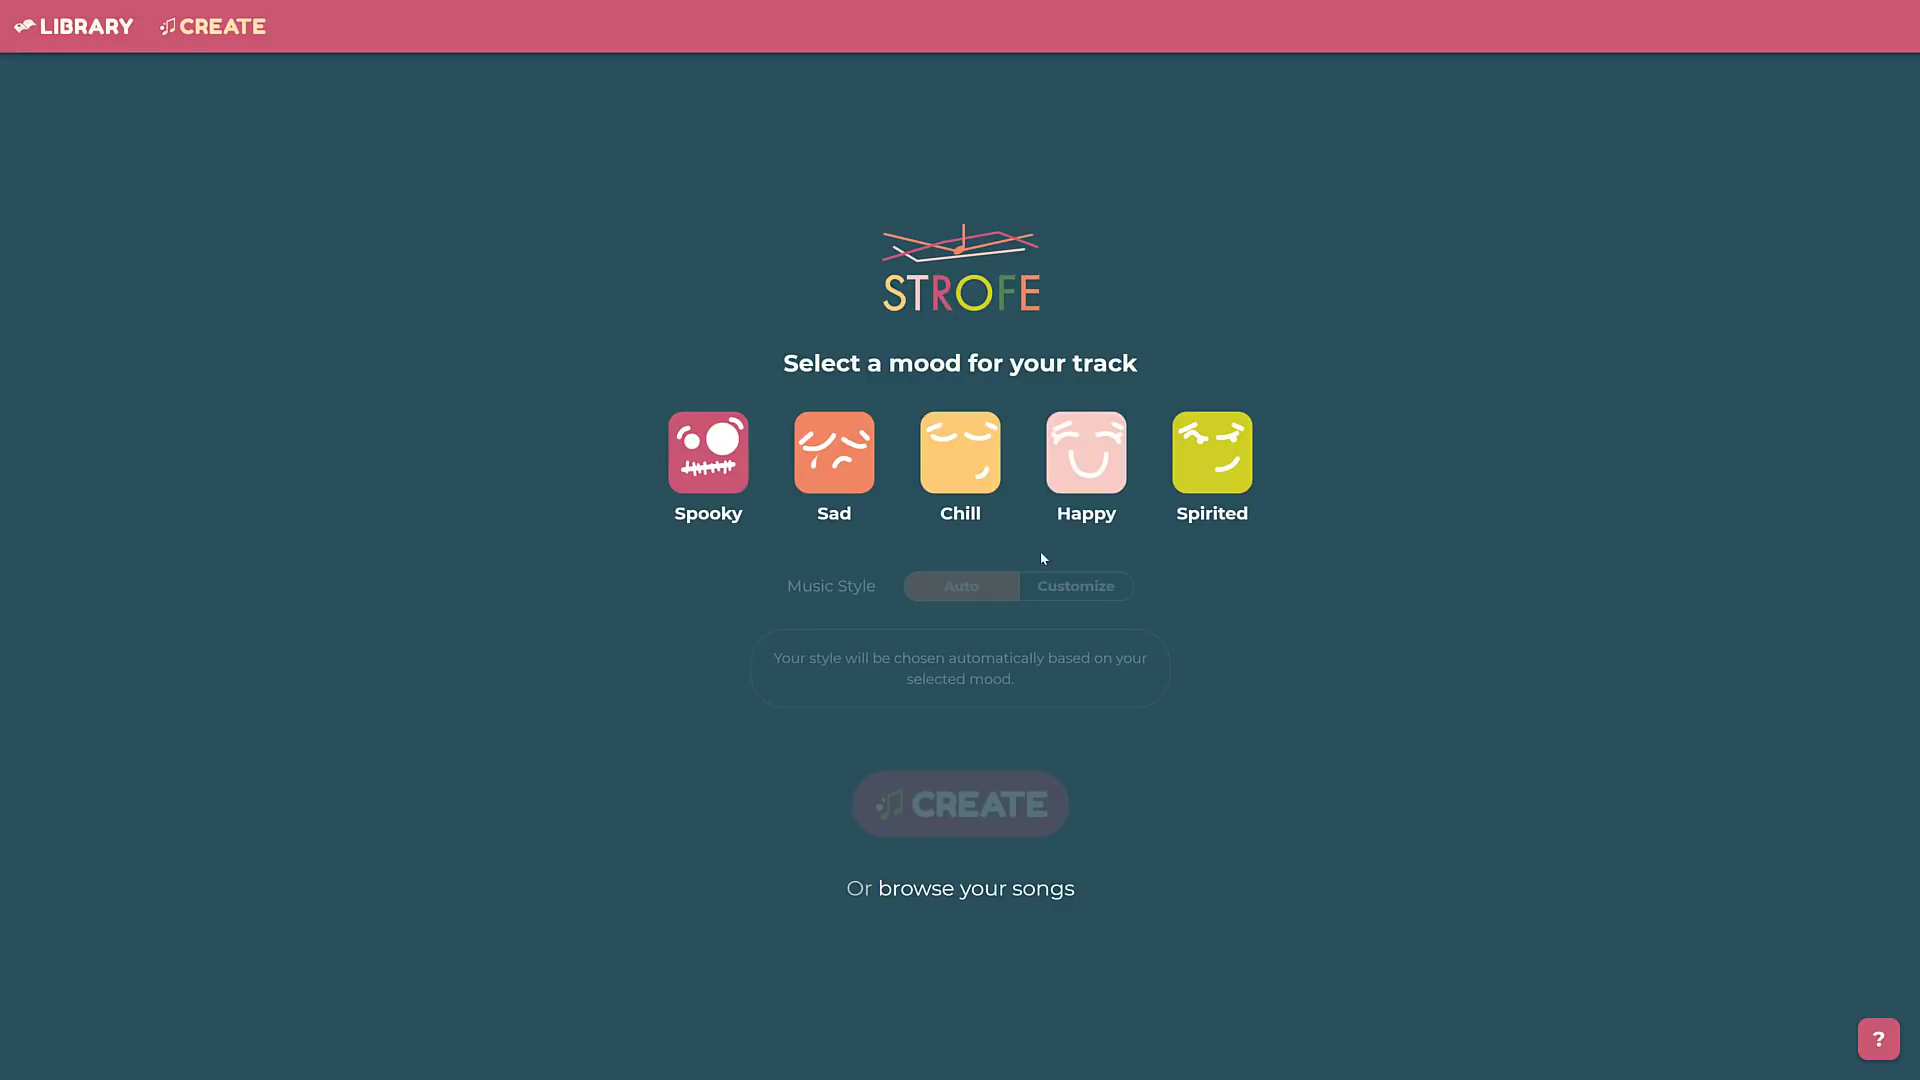 LIBRARY CREATE
STROFE
Select a mood for your track
Spooky Sad Chill Happy Spirited
Music Style Auto Customize
Your style will be chosen automatically based on your
selected mood.
CREATE
Or browse your songs
?